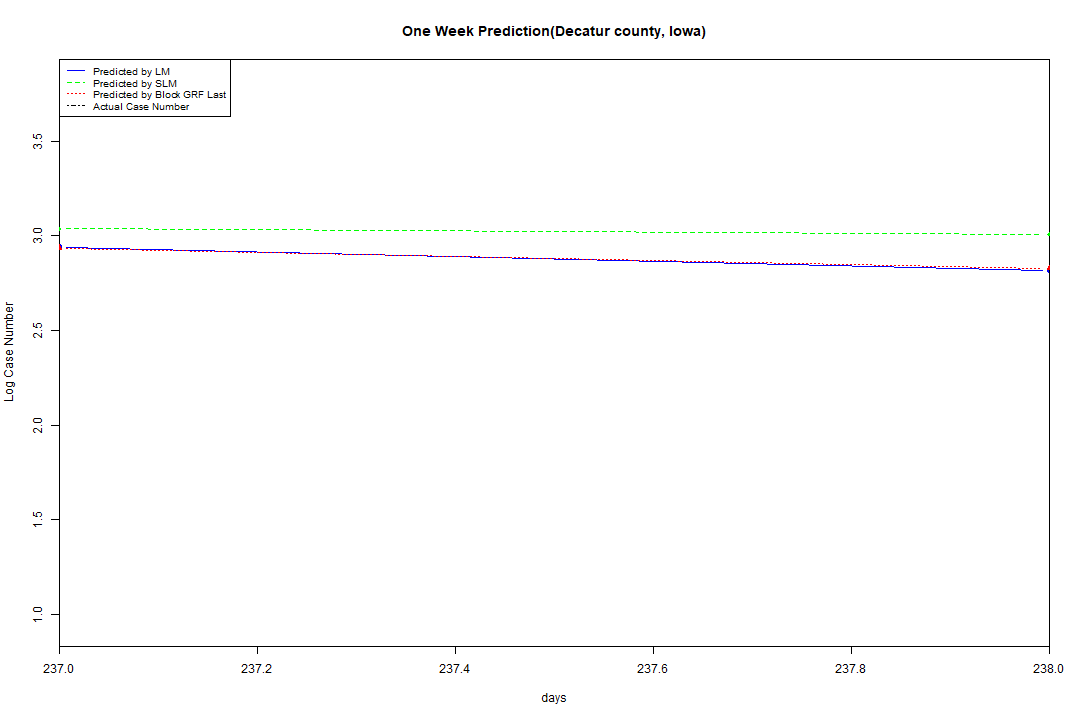 One Week Prediction(Decatur county, Iowa)
Predicted by LM
Predicted by SLM
Predicted by Block GRF Last
Actual Case Number
Log Case Number
3.5
3.0
2.5
2.0
1.5
1.0
237.0 237.2 237.4 237.6 237.8 238.0
days